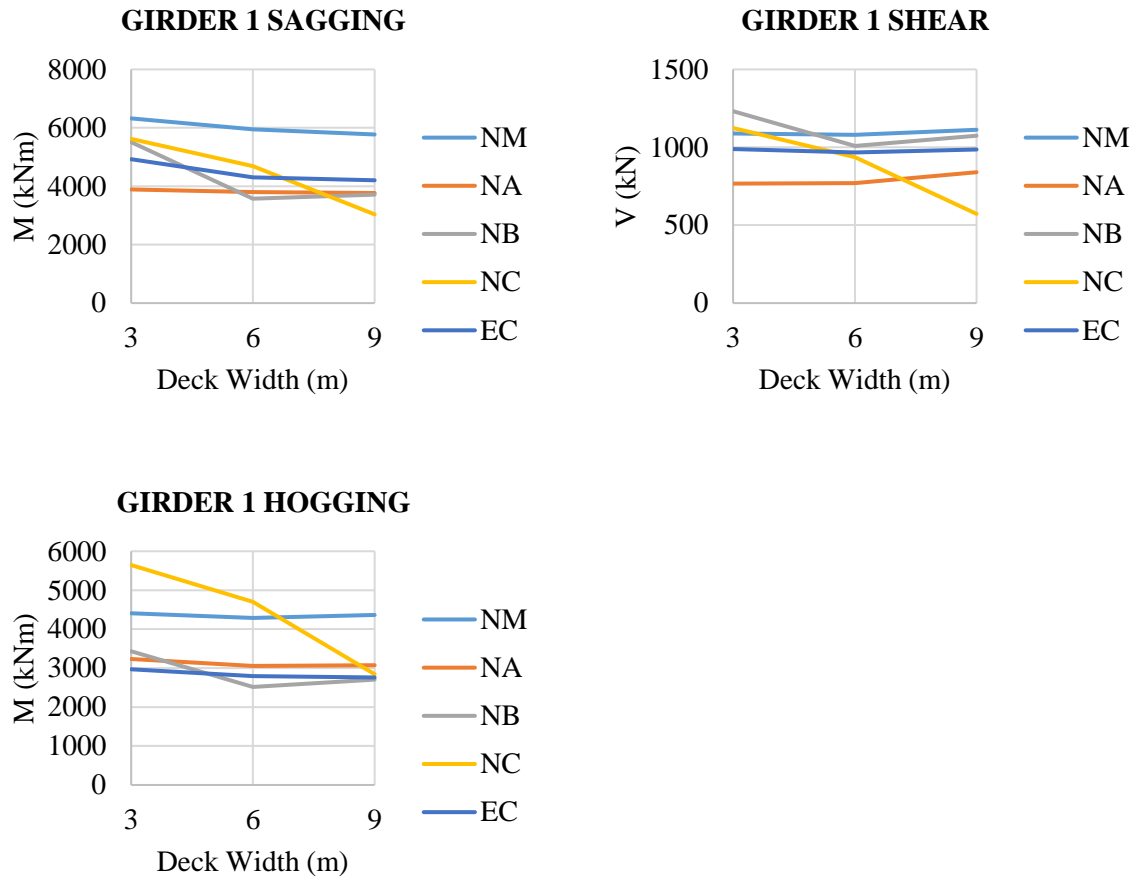 GIRDER 1 SAGGING
8000
6000
4000
2000
0
M (kNm)
3 6 9
Deck Width (m)
NM
NA
NB
NC
EC
GIRDER 1 SHEAR
1500
1000
500
0
V (kN)
3 6 9
Deck Width (m)
NM
NA
NB
NC
EC
GIRDER 1 HOGGING
6000
5000
4000
3000
2000
1000
0
M (kNm)
3 6 9
Deck Width (m)
NM
NA
NB
NC
EC